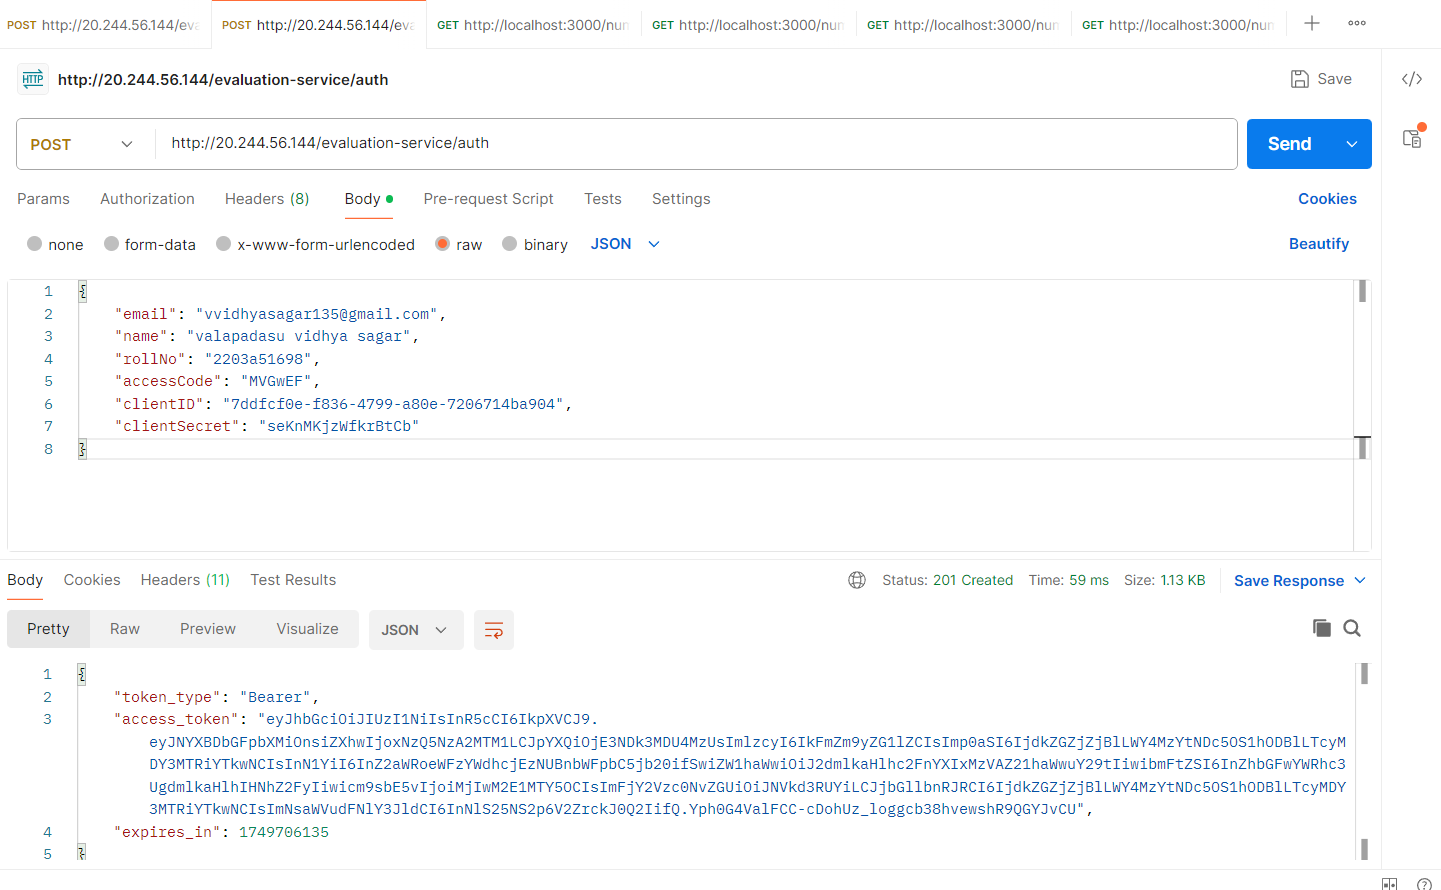 POST http://20.244.56.144/eva
POST http://20.244.56.144/eva
GET http://localhost:3000/num
GET http://localhost:3000/num
GET http://localhost:3000/num
GET http://localhost:3000/num
HTTP http://20.244.56.144/evaluation-service/auth
Save
POST http://20.244.56.144/evaluation-service/auth
Send
Params Authorization Headers (8) Body Pre-request Script Tests Settings Cookies
none form-data x-www-form-urlencoded raw binary JSON Beautify
1 {
2 "email": "vvidhyasagar135@gmail.com",
3 "name": "valapadasu vidhya sagar",
4 "rollNo": "2203a51698",
5 "accessCode": "MVGwEF",
6 "clientID": "7ddfcf0e-f836-4799-a80e-7206714ba904",
7 "clientSecret": "seKnMKjzWfkrBtCb"
8 }
Body Cookies Headers (11) Test Results Status: 201 Created Time: 59 ms Size: 1.13 KB Save Response
Pretty Raw Preview Visualize JSON
1 {
2 "token_type": "Bearer",
3 "access_token": "eyJhbGciOiJIUzI1NiIsInR5cCI6IkpXVCJ9.
4 "expires_in": 1749706135
5 }